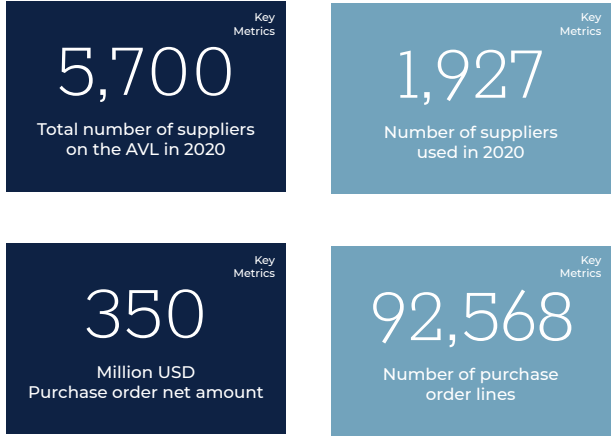 Key
Metrics
5,700
Total number of suppliers
on the AVL in 2020
Key
Metrics
1,927
Number of suppliers
used in 2020
Key
Metrics
350
Million USD
Purchase order net amount
Key
Metrics
92,568
Number of purchase
order lines